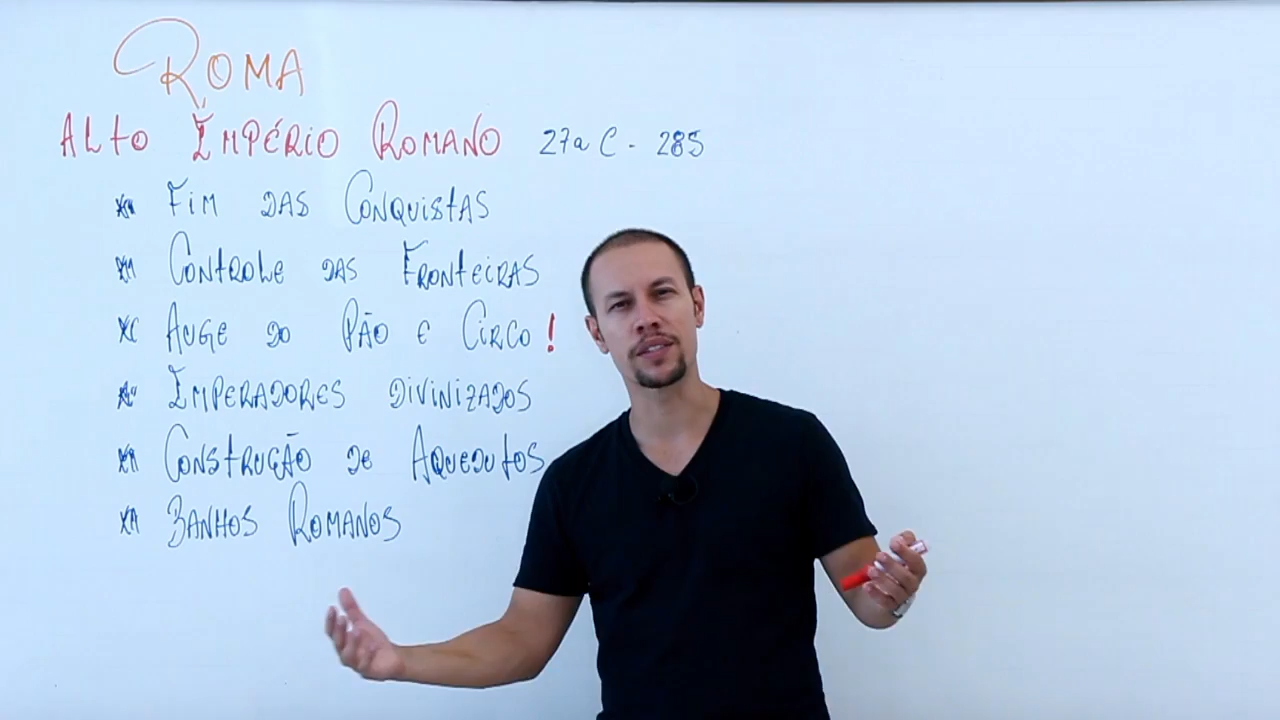 ROMA
ALTO IMPÉRIO ROMANO 27a C - 285
* FIM DAS CONQUISTAS
* CONTROLE DAS FRONTEIRAS
* AUGE DO PÃO E CIRCO!
* IMPERADORES DIVINIZADOS
* CONSTRUÇÃO DE AQUEDUTOS
* BANHOS ROMANOS